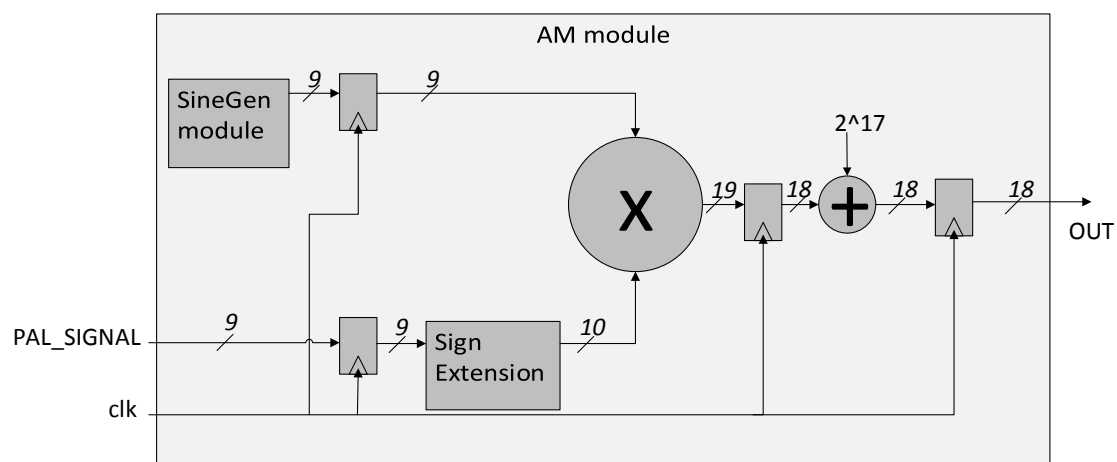 AM module
SineGen
module
9
9
2^17
X
19
18
+
18
18
OUT
PAL_SIGNAL
9
9
Sign
Extension
10
clk